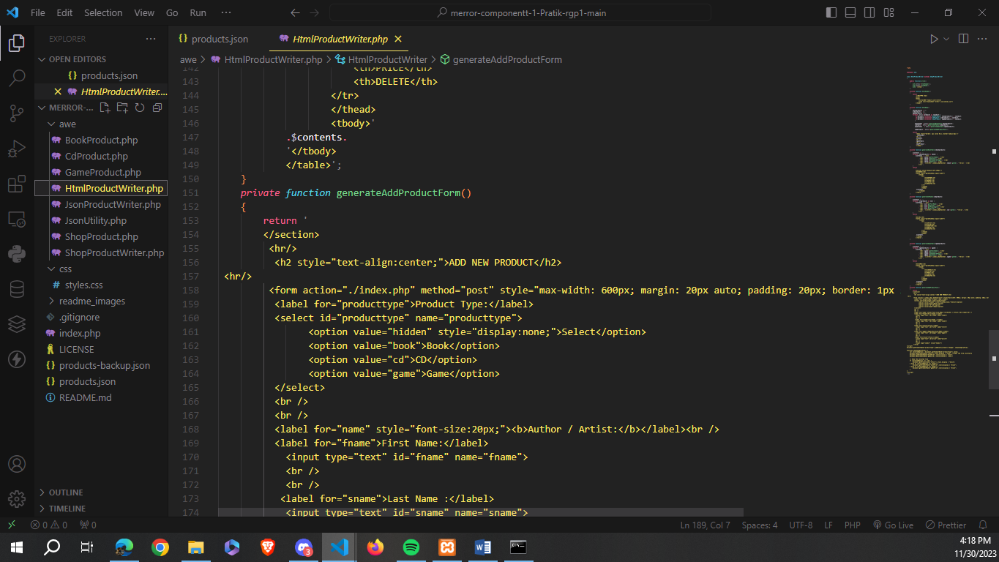 File Edit Selection View Go Run ···
merror-componentt-1-Pratik-rgp1-main
EXPLORER
OPEN EDITORS
products.json
HtmlProductWriter....
MERROR-...
awe
BookProduct.php
CdProduct.php
GameProduct.php
HtmlProductWriter.php
JsonProductWriter.php
JsonUtility.php
ShopProduct.php
ShopProductWriter.php
css
styles.css
readme_images
.gitignore
index.php
LICENSE
products-backup.json
products.json
README.md
OUTLINE
TIMELINE
products.json HtmlProductWriter.php
awe > HtmlProductWriter.php > HtmlProductWriter > generateAddProductForm
142 <th>PRICE</th>
143 <th>DELETE</th>
144 </tr>
145 </thead>
146 <tbody>'
147 .$contents.
148 '</tbody>
149 </table>';
150 }
151 private function generateAddProductForm()
152 {
153 return '
154 </section>
155 <hr/>
156 <h2 style="text-align:center;">ADD NEW PRODUCT</h2>
157 <hr/>
158 <form action="./index.php" method="post" style="max-width: 600px; margin: 20px auto; padding: 20px; border: 1px
159 <label for="producttype">Product Type:</label>
160 <select id="producttype" name="producttype">
161 <option value="hidden" style="display:none;">Select</option>
162 <option value="book">Book</option>
163 <option value="cd">CD</option>
164 <option value="game">Game</option>
165 </select>
166 <br />
167 <br />
168 <label for="name" style="font-size:20px;"><b>Author / Artist:</b></label><br />
169 <label for="fname">First Name:</label>
170 <input type="text" id="fname" name="fname">
171 <br />
172 <br />
173 <label for="sname">Last Name :</label>
174 <input type="text" id="sname" name="sname">
0 0 0
Ln 189, Col 7 Spaces: 4 UTF-8 LF PHP Go Live Prettier
3
4:18 PM
11/30/2023